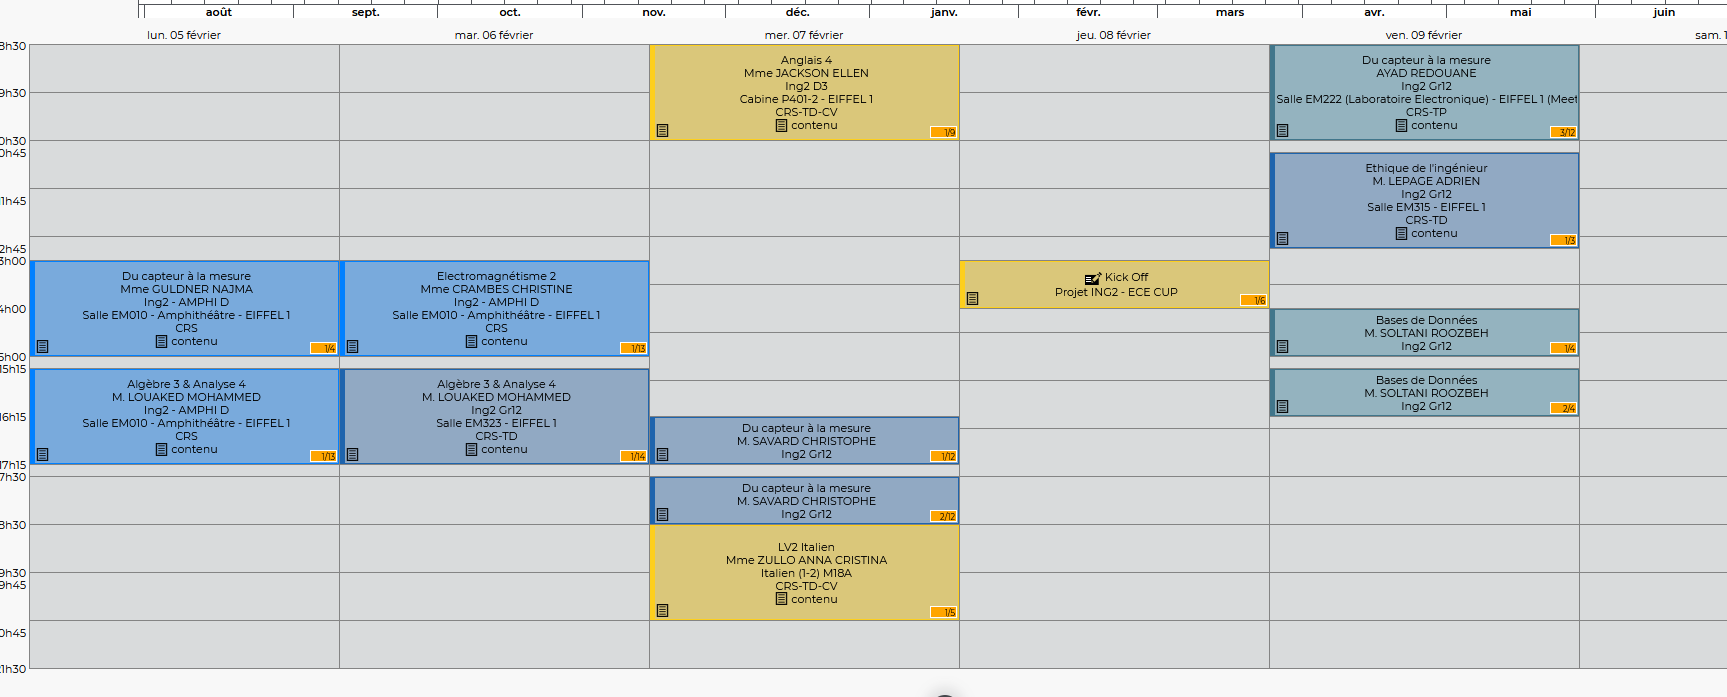 août
sept.
oct.
nov.
déc.
janv.
févr.
mars
avr.
mai
juin
lun. 05 février
mar. 06 février
mer. 07 février
jeu. 08 février
ven. 09 février
sam. 1
8h30
9h30
0h30
0h45
11h45
2h45
3h00
4h00
5h00
15h15
16h15
17h15
7h30
8h30
9h30
9h45
0h45
1h30
Du capteur à la mesure
Mme GULDNER NAJMA
Ing2 - AMPHI D
Salle EM010 - Amphithéâtre - EIFFEL 1
CRS
contenu
1/4
Algèbre 3 & Analyse 4
M. LOUAKED MOHAMMED
Ing2 - AMPHI D
Salle EM010 - Amphithéâtre - EIFFEL 1
CRS
contenu
1/13
Electromagnétisme 2
Mme CRAMBES CHRISTINE
Ing2 - AMPHI D
Salle EM010 - Amphithéâtre - EIFFEL 1
CRS
contenu
1/13
Algèbre 3 & Analyse 4
M. LOUAKED MOHAMMED
Ing2 Gr12
Salle EM323 - EIFFEL 1
CRS-TD
contenu
1/14
Anglais 4
Mme JACKSON ELLEN
Ing2 D3
Cabine P401-2 - EIFFEL 1
CRS-TD-CV
contenu
1/9
Du capteur à la mesure
M. SAVARD CHRISTOPHE
Ing2 Gr12
1/12
Du capteur à la mesure
M. SAVARD CHRISTOPHE
Ing2 Gr12
2/12
LV2 Italien
Mme ZULLO ANNA CRISTINA
Italien (1-2) M18A
CRS-TD-CV
contenu
1/5
Kick Off
Projet ING2 - ECE CUP
1/6
Du capteur à la mesure
AYAD REDOUANE
Ing2 Gr12
Salle EM222 (Laboratoire Electronique) - EIFFEL 1 (Meet
CRS-TP
contenu
3/12
Ethique de l'ingénieur
M. LEPAGE ADRIEN
Ing2 Gr12
Salle EM315 - EIFFEL 1
CRS-TD
contenu
1/3
Bases de Données
M. SOLTANI ROOZBEH
Ing2 Gr12
1/4
Bases de Données
M. SOLTANI ROOZBEH
Ing2 Gr12
2/4